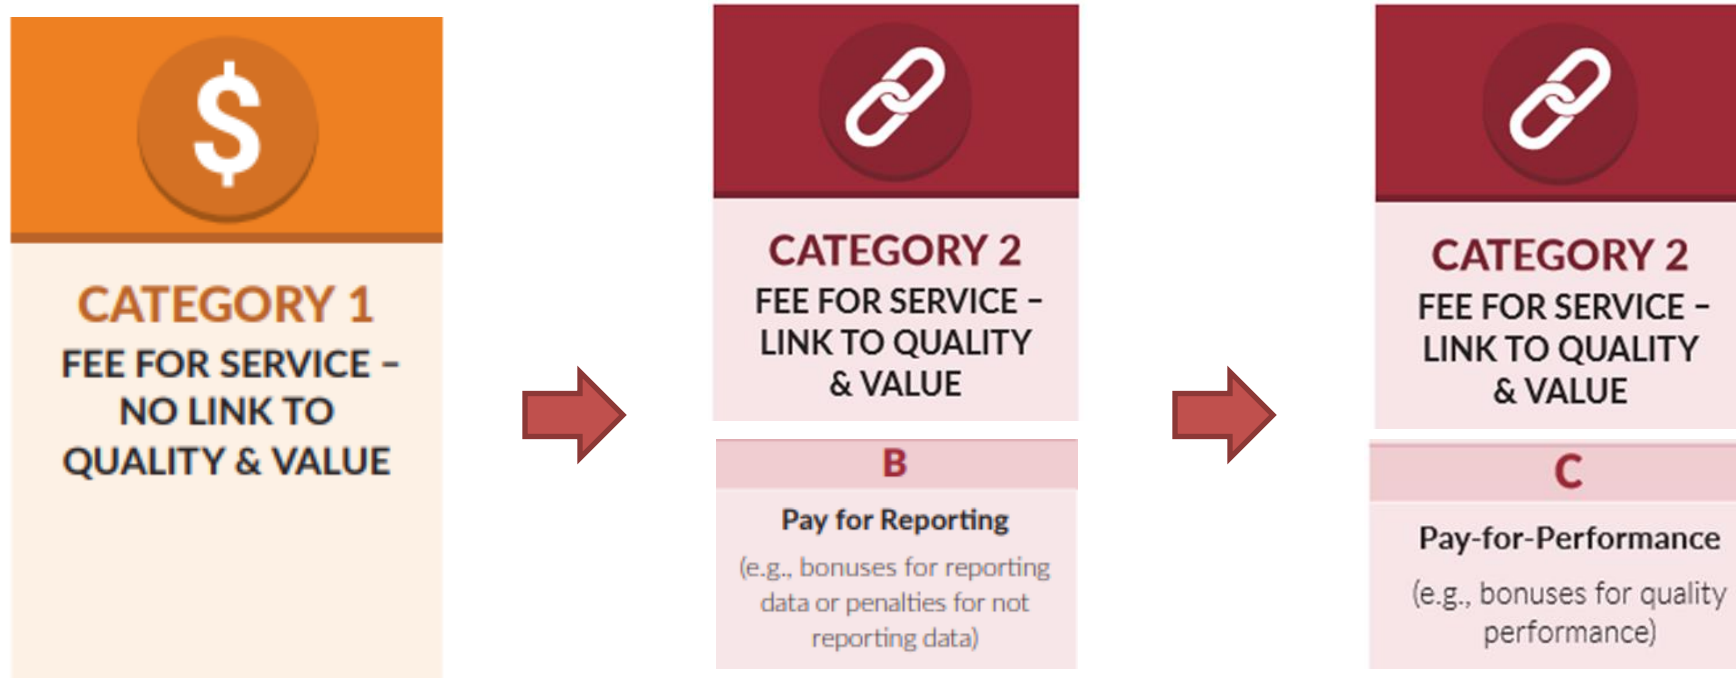 $
CATEGORY 1
FEE FOR SERVICE –
NO LINK TO
QUALITY & VALUE
CATEGORY 2
FEE FOR SERVICE –
LINK TO QUALITY
& VALUE
B
Pay for Reporting
(e.g., bonuses for reporting
data or penalties for not
reporting data)
CATEGORY 2
FEE FOR SERVICE –
LINK TO QUALITY
& VALUE
C
Pay-for-Performance
(e.g., bonuses for quality
performance)